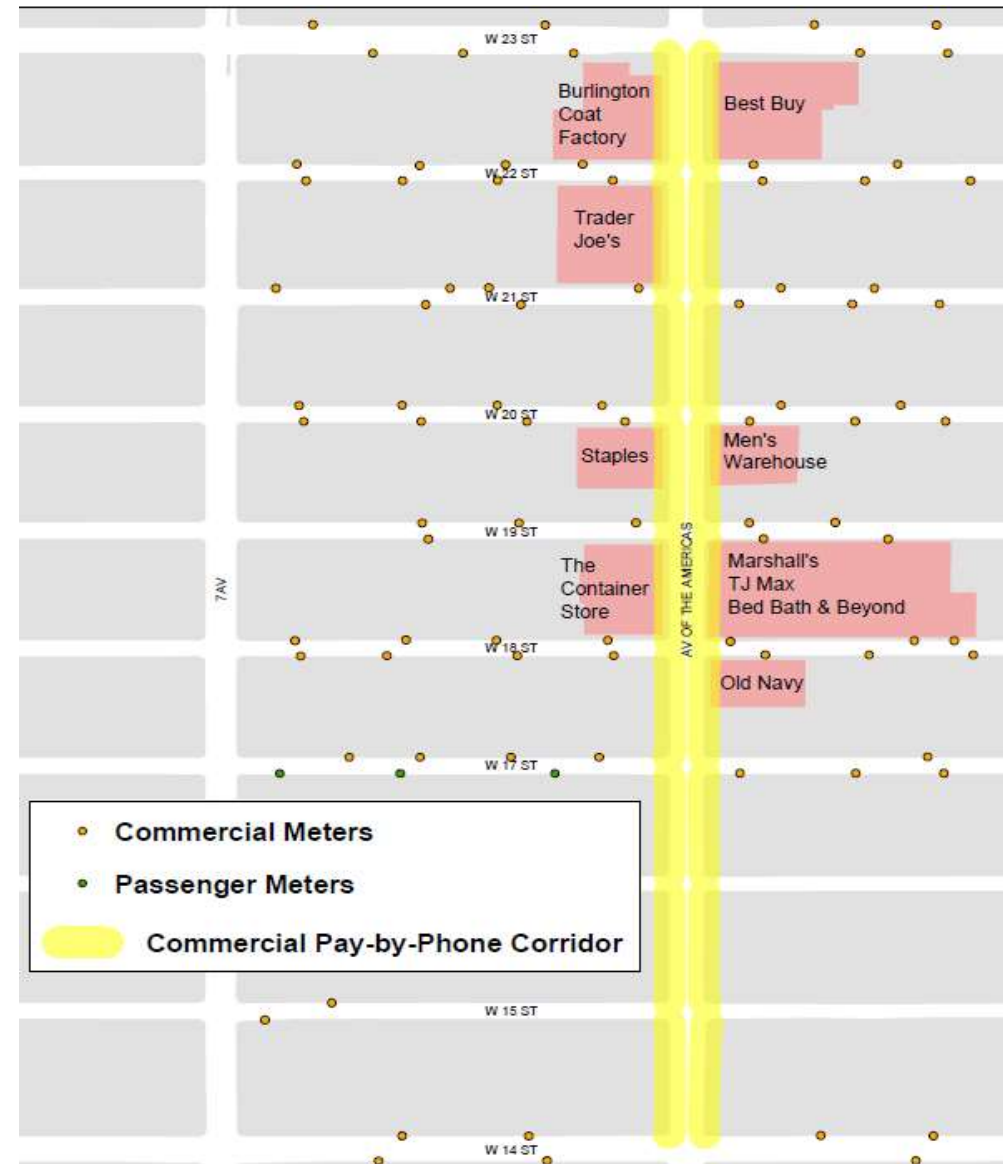 W 23 ST
Burlington
Coat
Factory
Best Buy
W 22 ST
Trader
Joe's
W 21 ST
W 20 ST
Staples
Men's
Warehouse
W 19 ST
The
Container
Store
Marshall's
TJ Max
Bed Bath & Beyond
7AV
AV OF THE AMERICAS
W 18 ST
Old Navy
W 17 ST
Commercial Meters
Passenger Meters
Commercial Pay-by-Phone Corridor
W 15 ST
W 14 ST